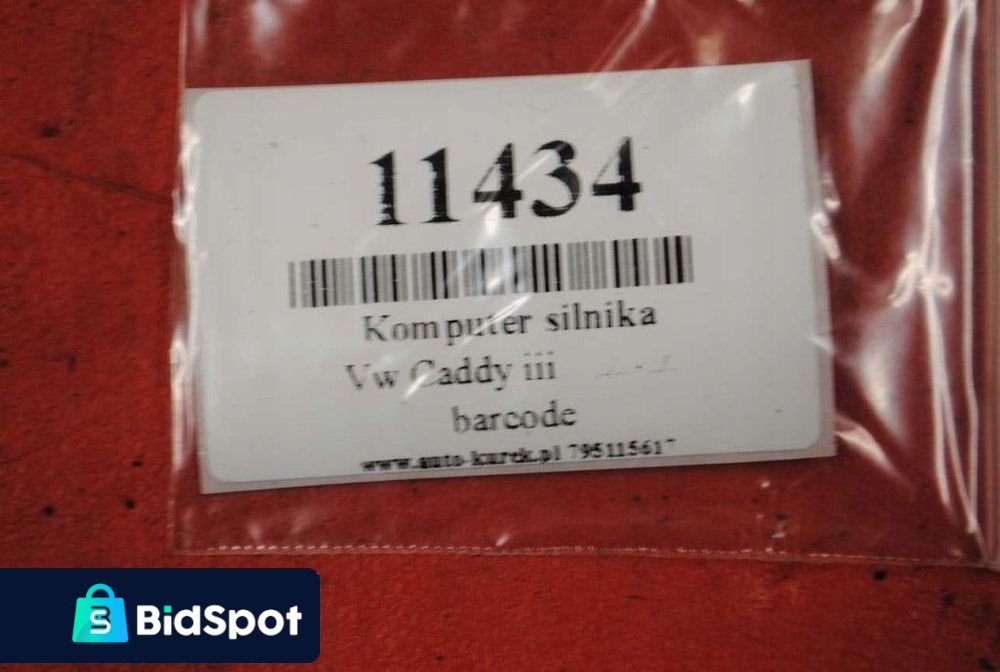 11434
Komputer silnika
Vw Caddy iii
barcode
www.auto-kurek.pl 795115617
BidSpot